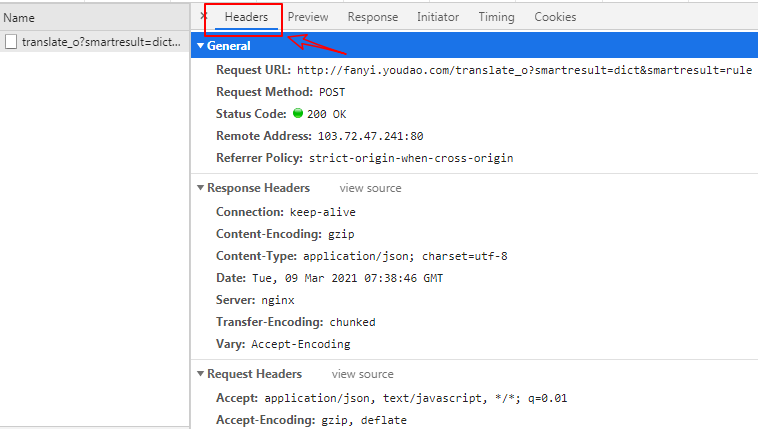 Name
translate_o?smartresult=dict...
× Headers Preview Response Initiator Timing Cookies
▼ General
Request URL: http://fanyi.youdao.com/translate_o?smartresult=dict&smartresult=rule
Request Method: POST
Status Code: 200 OK
Remote Address: 103.72.47.241:80
Referrer Policy: strict-origin-when-cross-origin
▼ Response Headers view source
Connection: keep-alive
Content-Encoding: gzip
Content-Type: application/json; charset=utf-8
Date: Tue, 09 Mar 2021 07:38:46 GMT
Server: nginx
Transfer-Encoding: chunked
Vary: Accept-Encoding
▼ Request Headers view source
Accept: application/json, text/javascript, */*; q=0.01
Accept-Encoding: gzip, deflate